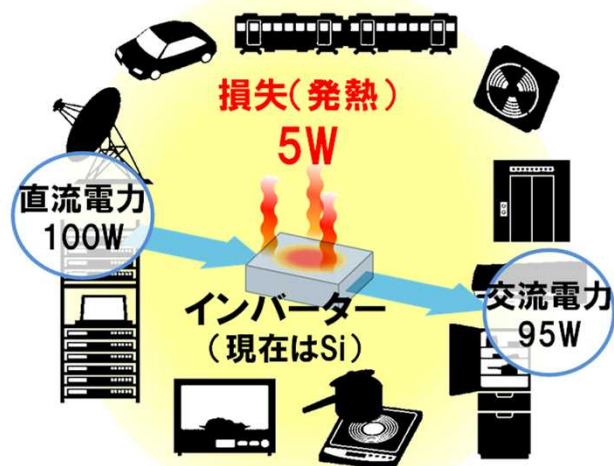 損失(発熱)
5W
直流電力
100W
インバーター
(現在はSi)
交流電力
95W